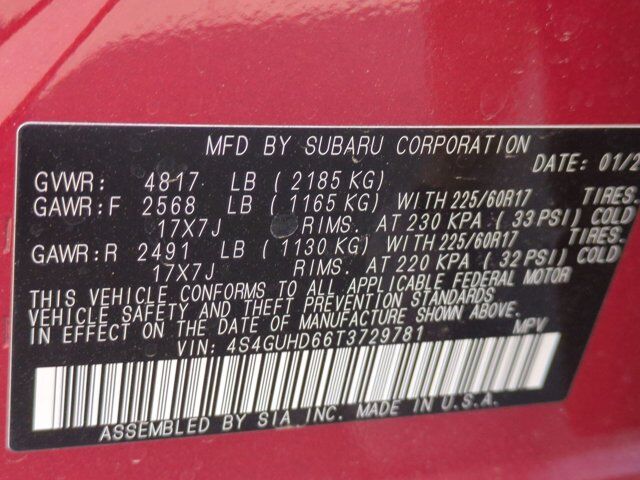 MFD BY SUBARU CORPORATION
DATE: 01/2
GVWR: 4817 LB (2185 KG)
GAWR:F 2568 LB (1165 KG) WITH 225/60R17 TIRES.
17X7J RIMS. AT 230 KPA (33 PSI) COLD
GAWR:R 2491 LB (1130 KG) WITH 225/60R17 TIRES.
17X7J RIMS. AT 220 KPA (32 PSI) COLD
THIS VEHICLE CONFORMS TO ALL APPLICABLE FEDERAL MOTOR
VEHICLE SAFETY AND THEFT PREVENTION STANDARDS
IN EFFECT ON THE DATE OF MANUFACTURE SHOWN ABOVE.
VIN: 4S4GUHD66T3729781 MPV
ASSEMBLED BY SIA INC. MADE IN U.S.A.